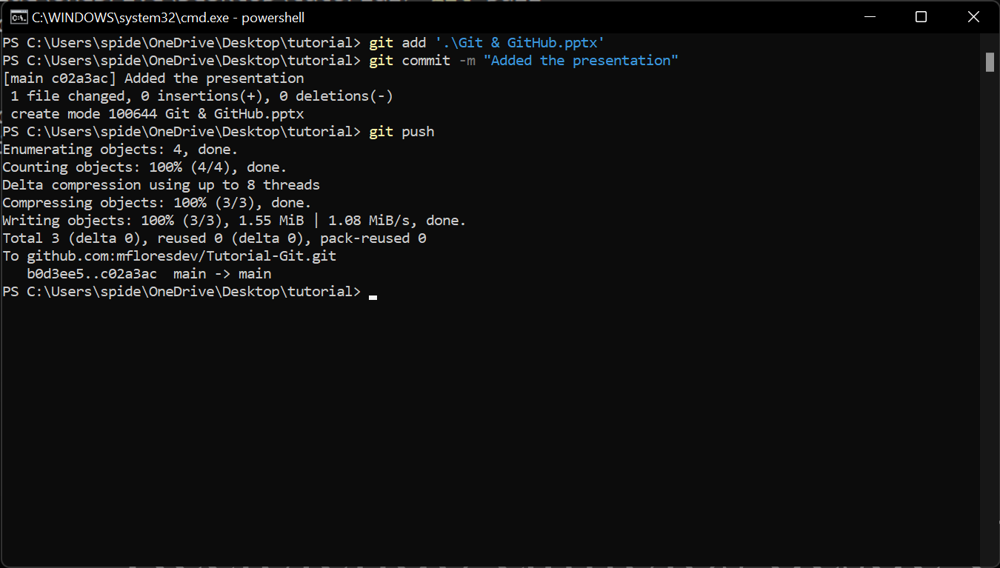 C:\WINDOWS\system32\cmd.exe - powershell
PS C:\Users\spide\OneDrive\Desktop\tutorial> git add '.\Git & GitHub.pptx'
PS C:\Users\spide\OneDrive\Desktop\tutorial> git commit -m "Added the presentation"
[main c02a3ac] Added the presentation
 1 file changed, 0 insertions(+), 0 deletions(-)
 create mode 100644 Git & GitHub.pptx
PS C:\Users\spide\OneDrive\Desktop\tutorial> git push
Enumerating objects: 4, done.
Counting objects: 100% (4/4), done.
Delta compression using up to 8 threads
Compressing objects: 100% (3/3), done.
Writing objects: 100% (3/3), 1.55 MiB | 1.08 MiB/s, done.
Total 3 (delta 0), reused 0 (delta 0), pack-reused 0
To github.com:mfloresdev/Tutorial-Git.git
   b0d3ee5..c02a3ac  main -> main
PS C:\Users\spide\OneDrive\Desktop\tutorial>